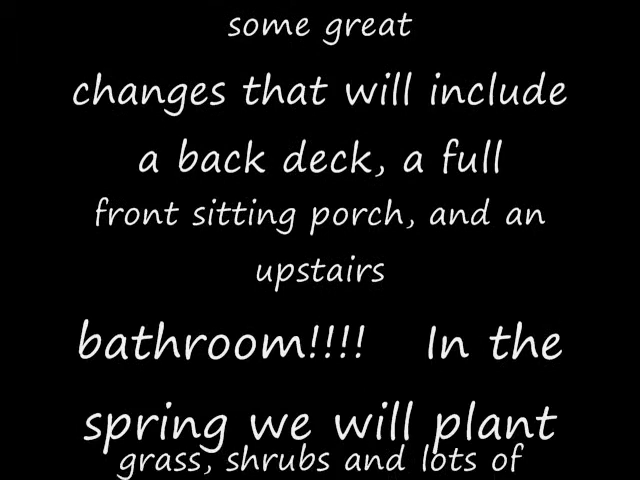 some great
changes that will include
a back deck, a full
front sitting porch, and an
upstairs
bathroom!!!! In the
spring we will plant
grass, shrubs and lots of